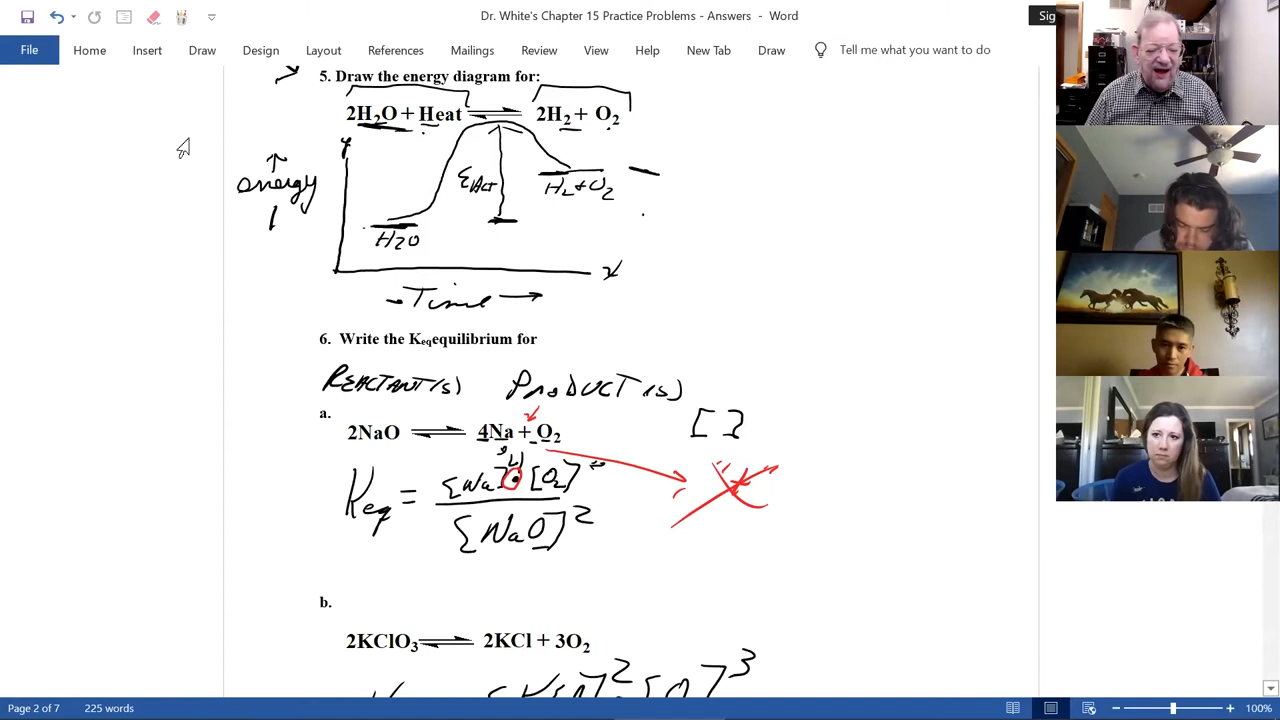 Dr. White's Chapter 15 Practice Problems - Answers - Word
Sig
File Home Insert Draw Design Layout References Mailings Review View Help New Tab Draw Tell me what you want to do
5. Draw the energy diagram for:
2H₂O + Heat ⇌ 2H₂ + O₂
energy
EAct
H₂ + O₂
H2O
Time
6. Write the Keqequilibrium for
REACTANT(s) PRODUCT(s)
a.
2NaO ⇌ 4Na + O₂
[ ]
Keq = [Na] [O₂]
[NaO]²
b.
2KClO₃ ⇌ 2KCl + 3O₂
Page 2 of 7 225 words 100%